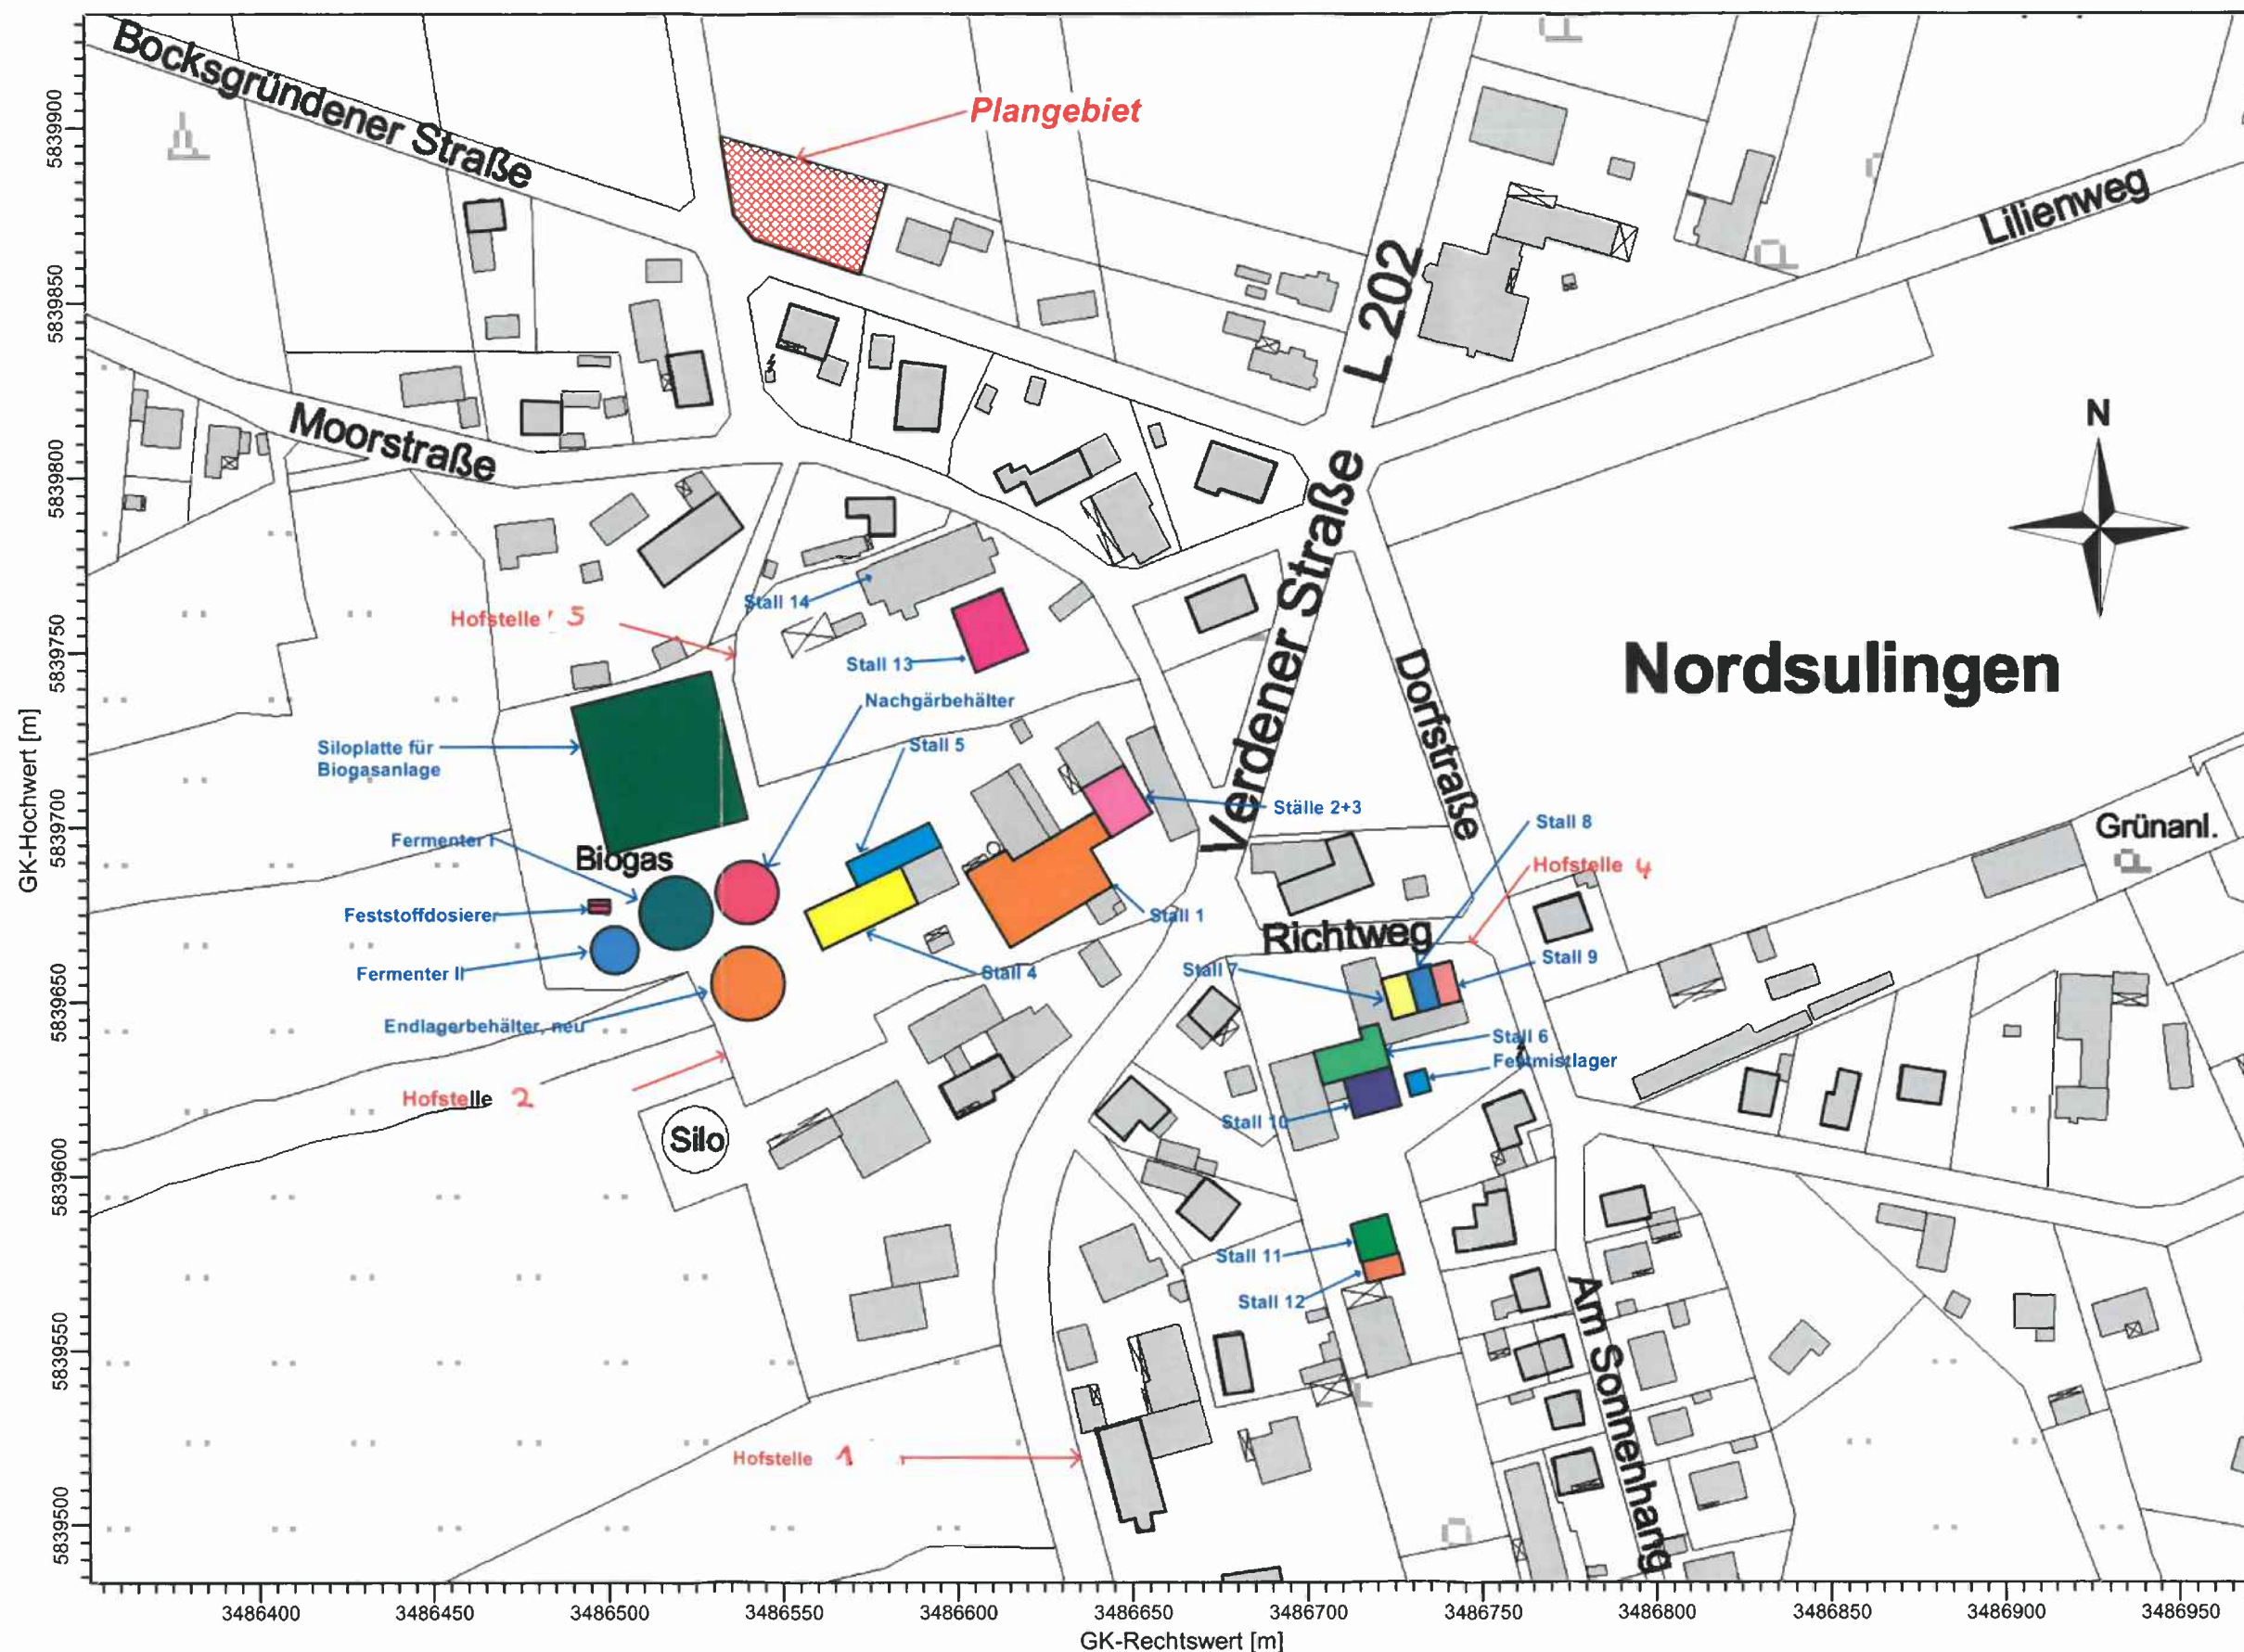 Bocksgründener Straße
Plangebiet
L 202
Lilienweg
Moorstraße
N
Nordsulingen
Verdener Straße
Dorfstraße
Stall 14
Hofstelle 5
Stall 13
Nachgärbehälter
Siloplatte für
Biogasanlage
Stall 5
Ställe 2+3
Stall 8
Grünanl.
Fermenter I
Biogas
Hofstelle 4
Feststoffdosierer
Stall 1
Richtweg
Stall 9
Fermenter II
Stall 4
Stall 7
Endlagerbehälter, neu
Stall 6
Festmistlager
Hofstelle 2
Stall 10
Silo
Stall 11
Stall 12
Am Sonnenhang
Hofstelle 1
GK-Hochwert [m]
5839900
5839850
5839800
5839750
5839700
5839650
5839600
5839550
5839500
3486400 3486450 3486500 3486550 3486600 3486650 3486700 3486750 3486800 3486850 3486900 3486950
GK-Rechtswert [m]